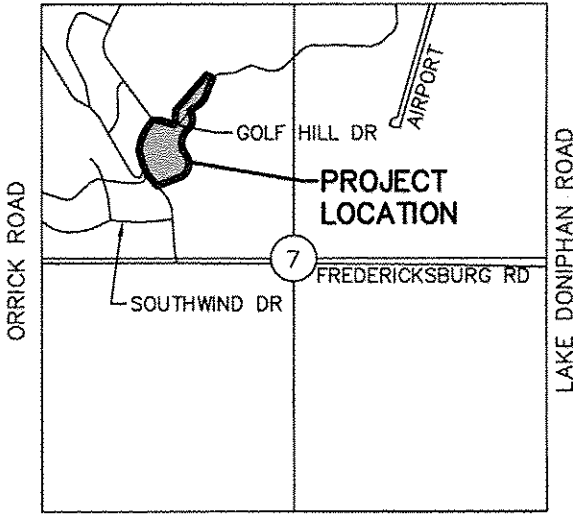 AIRPORT
GOLF HILL DR
PROJECT
LOCATION
ORRICK ROAD
LAKE DONIPHAN ROAD
7
FREDERICKSBURG RD
SOUTHWIND DR